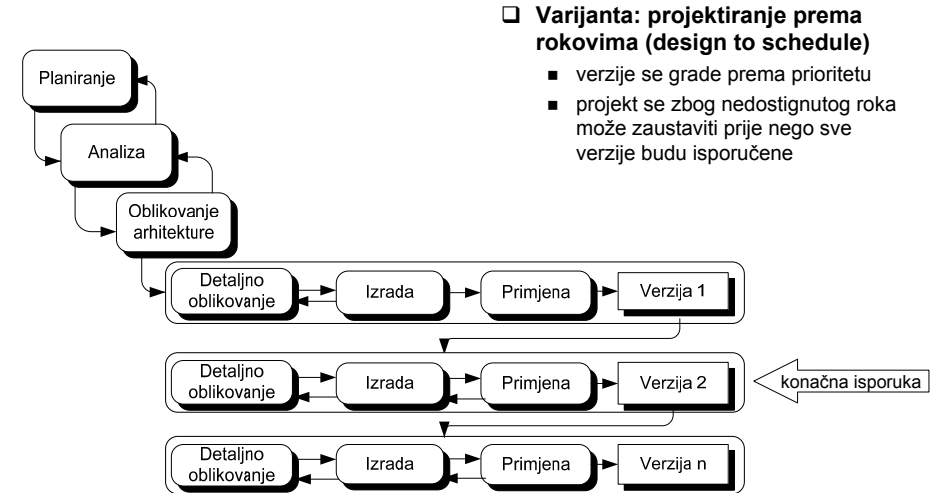 ❑ Varijanta: projektiranje prema
rokovima (design to schedule)
▪ verzije se grade prema prioritetu
▪ projekt se zbog nedostignutog roka
može zaustaviti prije nego sve
verzije budu isporučene
Planiranje
Analiza
Oblikovanje
arhitekture
Detaljno
oblikovanje
Izrada
Primjena
Verzija 1
Detaljno
oblikovanje
Izrada
Primjena
Verzija 2
konačna isporuka
Detaljno
oblikovanje
Izrada
Primjena
Verzija n